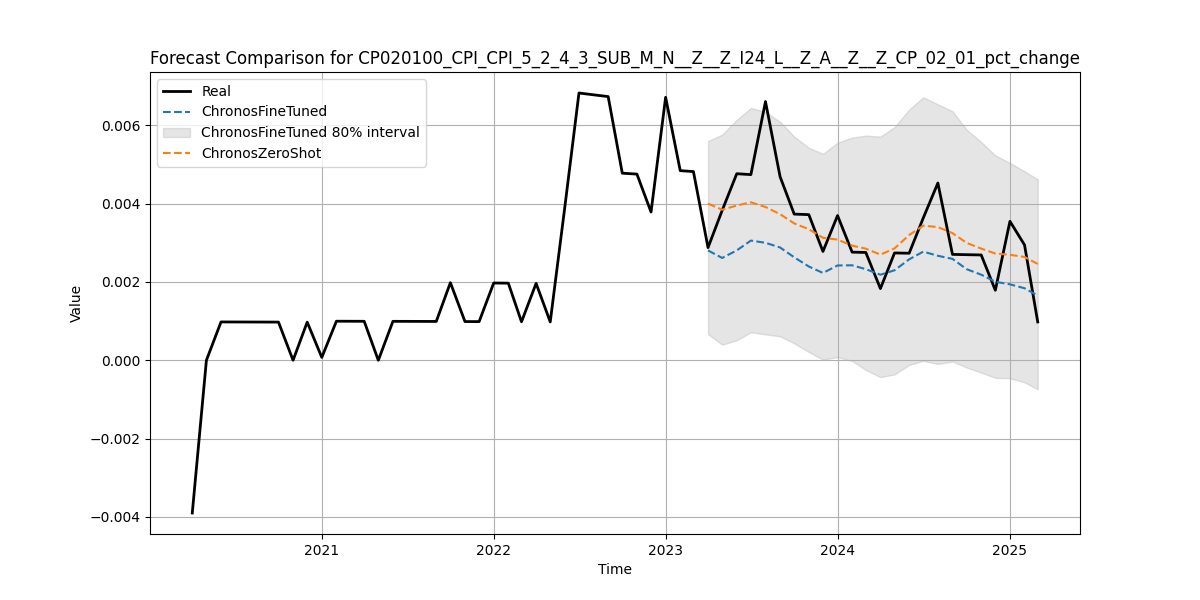 Forecast Comparison for CP020100_CPI_CPI_5_2_4_3_SUB_M_N__Z__Z_I24_L__Z_A__Z__Z_CP_02_01_pct_change
Real
ChronosFineTuned
ChronosFineTuned 80% interval
ChronosZeroShot
0.006
0.004
0.002
0.000
−0.002
−0.004
Value
2021
2022
2023
2024
2025
Time